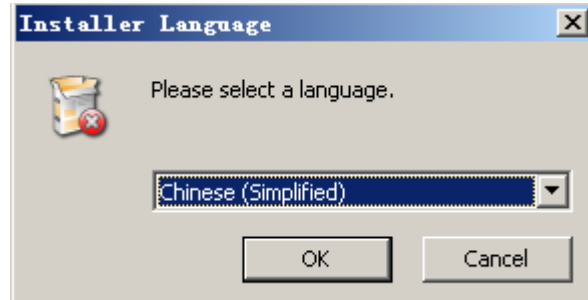 Installer Language
Please select a language.
Chinese (Simplified)
OK
Cancel